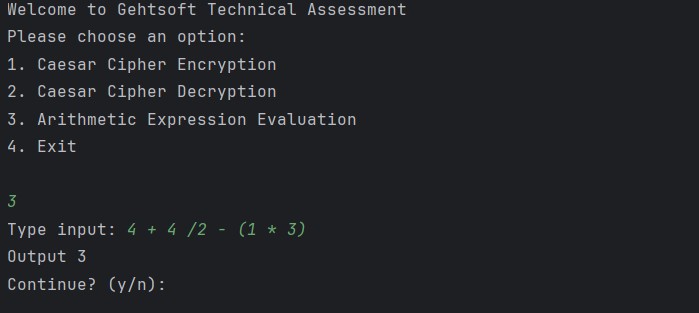 Welcome to Gehtsoft Technical Assessment
Please choose an option:
1. Caesar Cipher Encryption
2. Caesar Cipher Decryption
3. Arithmetic Expression Evaluation
4. Exit
3
Type input: 4 + 4 /2 - (1 * 3)
Output 3
Continue? (y/n):